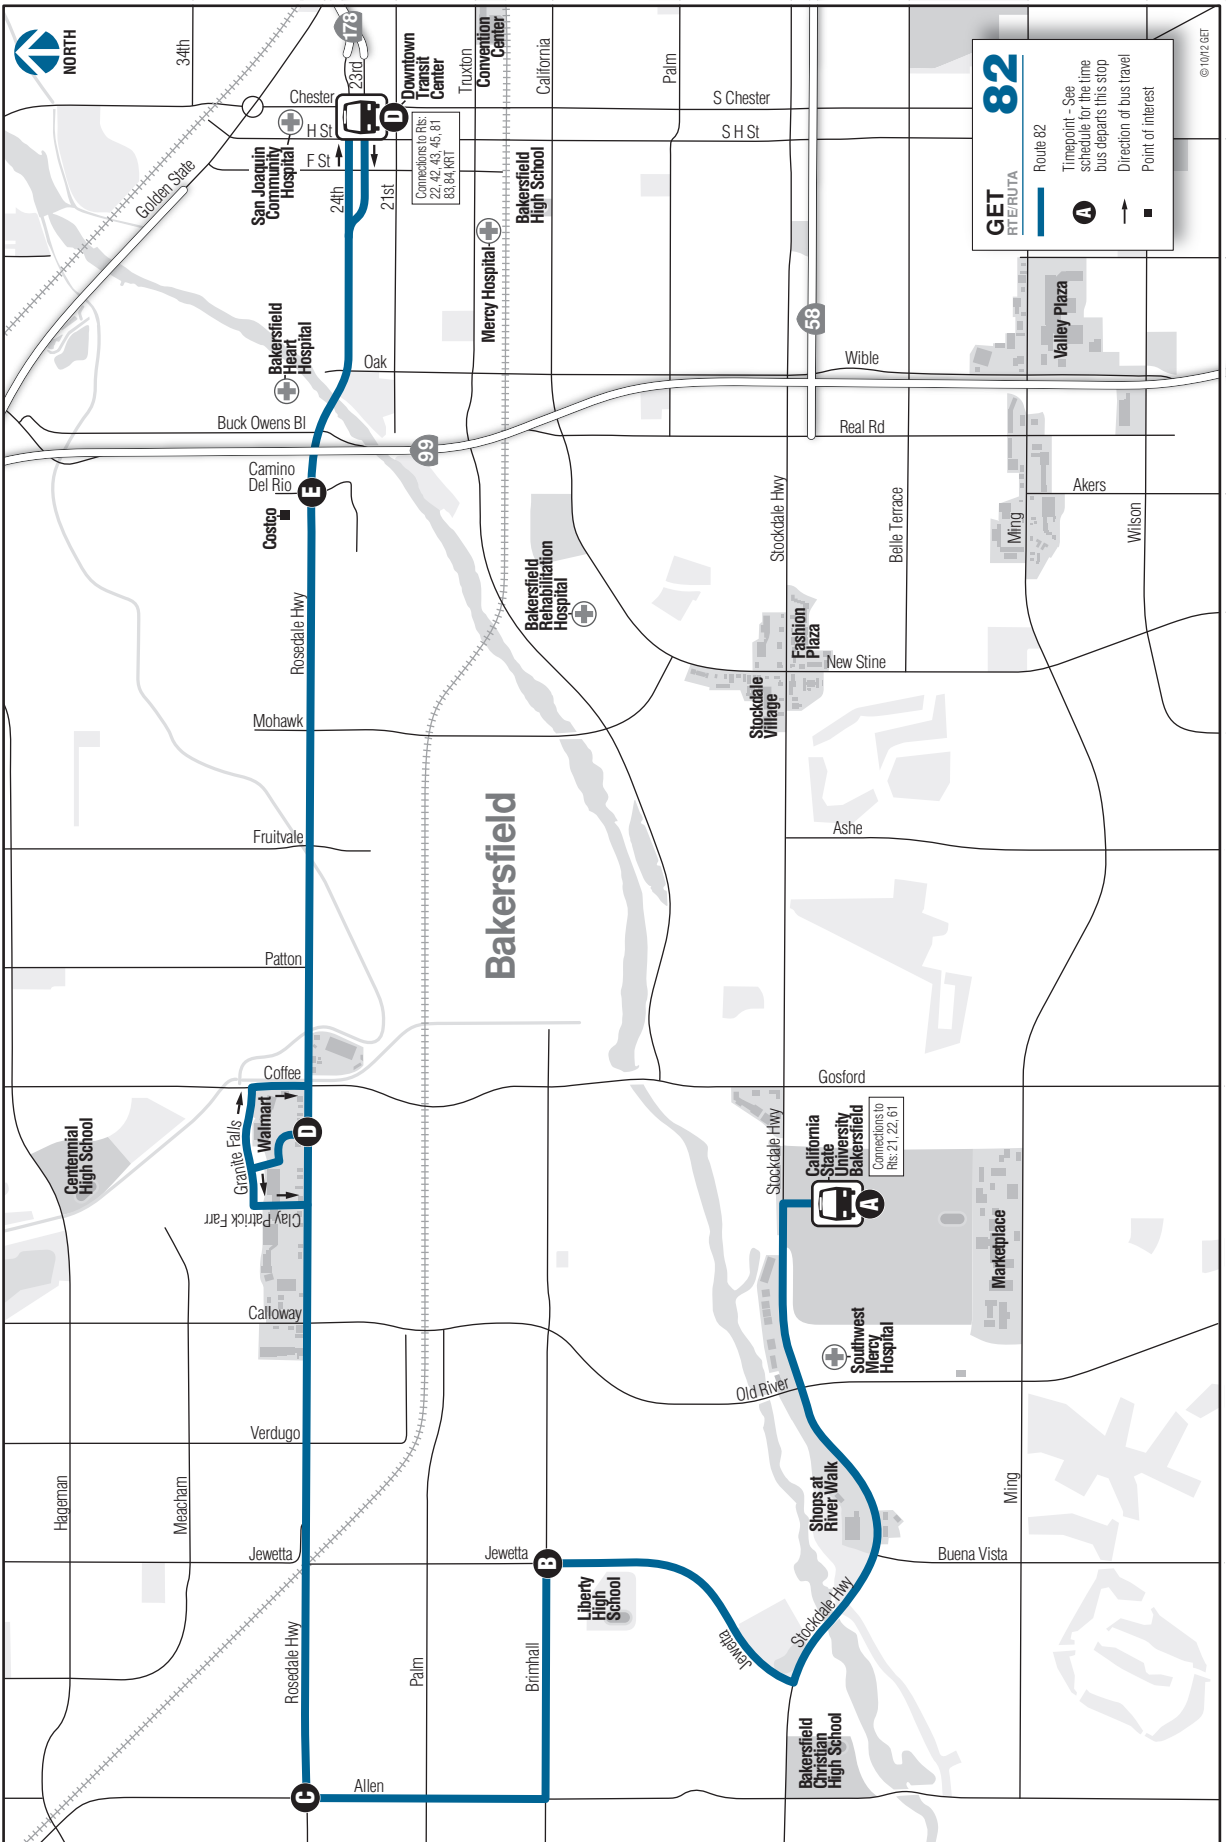 NORTH
34th
178
23rd
Chester
Downtown
Transit
Center
D
Truxton
Convention
Center
California
Palm
S Chester
S H St
H St
F St
San Joaquin
Community
Hospital
Golden State
24th
21st
Connections to Rts:
22, 42, 43, 45, 81
83,84,KRT
Mercy Hospital
Bakersfield
High School
GET
RTE/RUTA
82
Route 82
A
Timepoint - See
schedule for the time
bus departs this stop
Direction of bus travel
Point of interest
© 10/12 GET
Bakersfield
Heart
Hospital
Oak
Buck Owens Bl
99
58
Wible
Real Rd
Valley Plaza
Camino
Del Rio
E
Costco
Rosedale Hwy
Bakersfield
Rehabilitation
Hospital
Stockdale Hwy
Belle Terrace
Ming
Akers
Wilson
Fashion
Plaza
New Stine
Stockdale
Village
Mohawk
Fruitvale
Bakersfield
Ashe
Patton
Coffee
Gosford
Centennial
High School
Granite Falls
Walmart
D
Clay Patrick Farr
Stockdale Hwy
California
State
University
Bakersfield
Connections to
Rts: 21, 22, 61
A
Marketplace
Calloway
Southwest
Mercy
Hospital
Old River
Verdugo
Hageman
Meacham
Shops at
River Walk
Ming
Jewetta
Jewetta
B
Buena Vista
Liberty
High
School
Stockdale Hwy
Jewetta
Rosedale Hwy
Palm
Brimhall
Bakersfield
Christian
High School
C
Allen